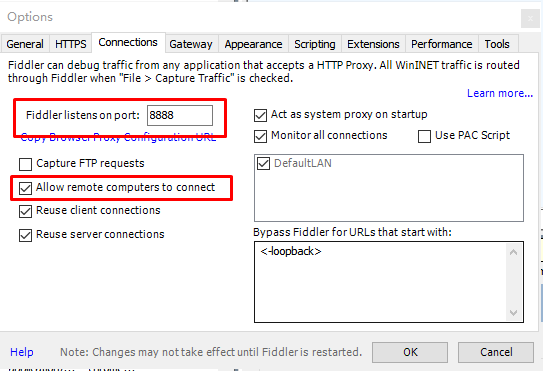 Options
General HTTPS Connections Gateway Appearance Scripting Extensions Performance Tools
Fiddler can debug traffic from any application that accepts a HTTP Proxy. All WinINET traffic is routed
through Fiddler when "File > Capture Traffic" is checked.
Learn more...
Fiddler listens on port: 8888
Copy Browser Proxy Configuration URL
Capture FTP requests
Allow remote computers to connect
Reuse client connections
Reuse server connections
Act as system proxy on startup
Monitor all connections Use PAC Script
DefaultLAN
Bypass Fiddler for URLs that start with:
<-loopback>
Help Note: Changes may not take effect until Fiddler is restarted. OK Cancel